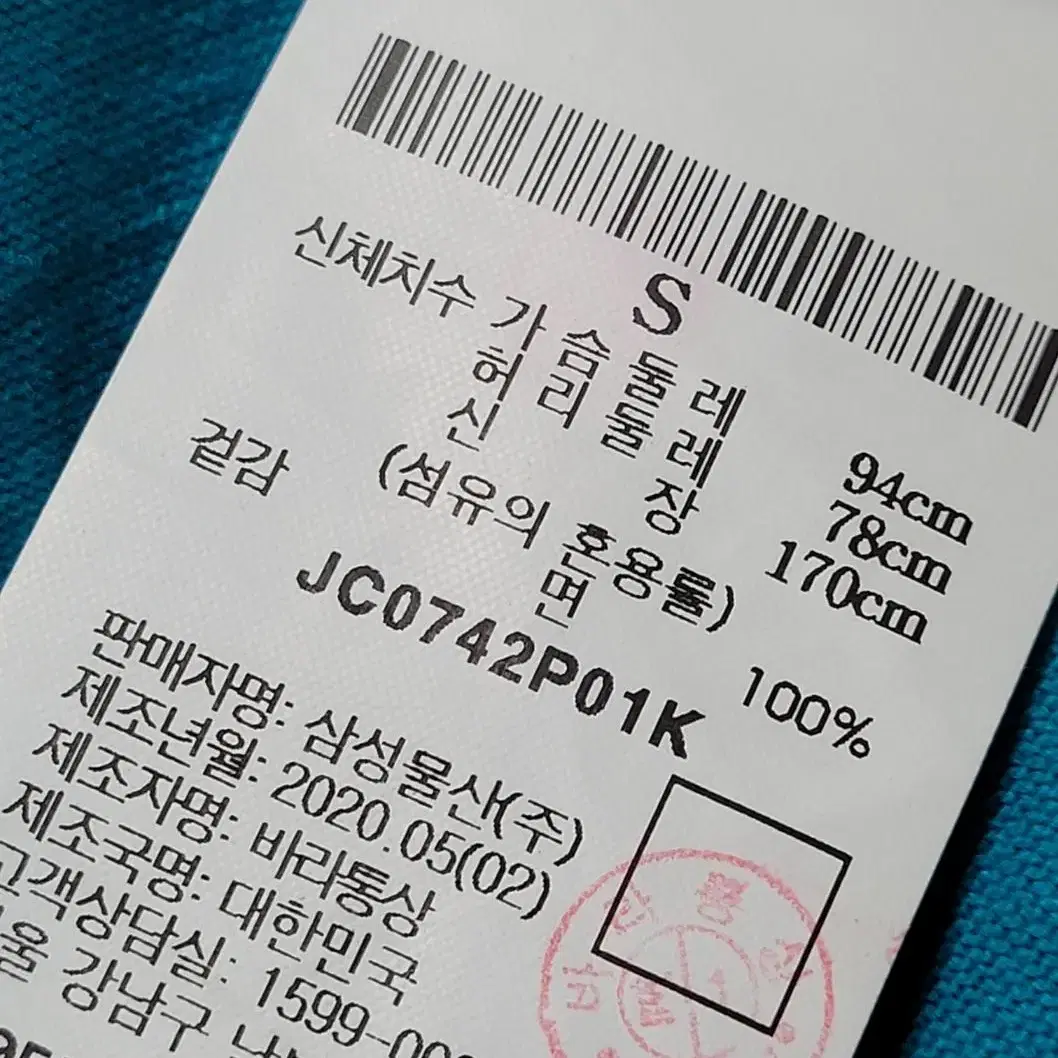 S
신체치수 가슴둘레 94cm
허리둘레 78cm
신장 170cm
겉감 (섬유의 혼용률)
면 100%
JC0742P01K
판매자명: 삼성물산(주)
제조년월: 2020.05(02)
제조자명: 바라통상
제조국명: 대한민국
고객상담실: 1599-00
강남구